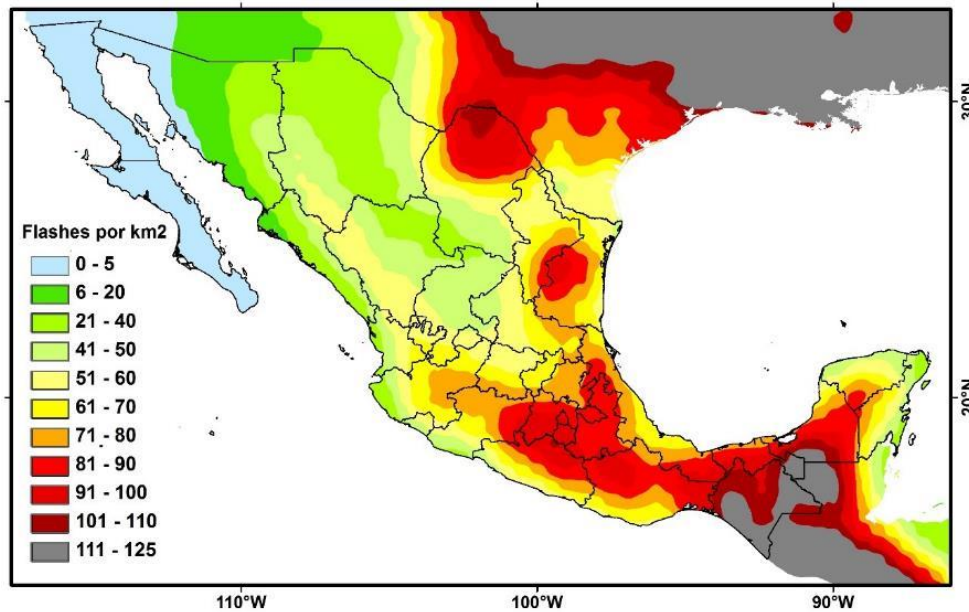 30°N
Flashes por km2
0 - 5
6 - 20
21 - 40
41 - 50
51 - 60
61 - 70
71 - 80
81 - 90
91 - 100
101 - 110
111 - 125
20°N
110°W 100°W 90°W